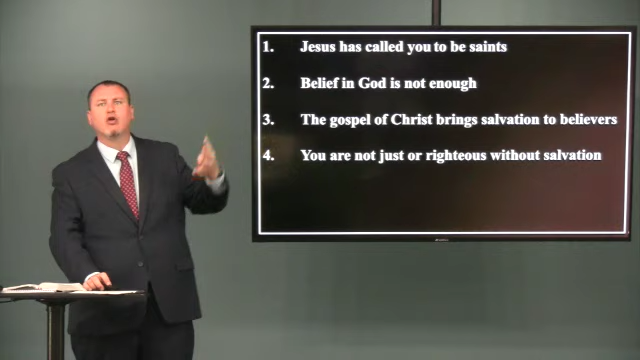 1. Jesus has called you to be saints
2. Belief in God is not enough
3. The gospel of Christ brings salvation to believers
4. You are not just or righteous without salvation